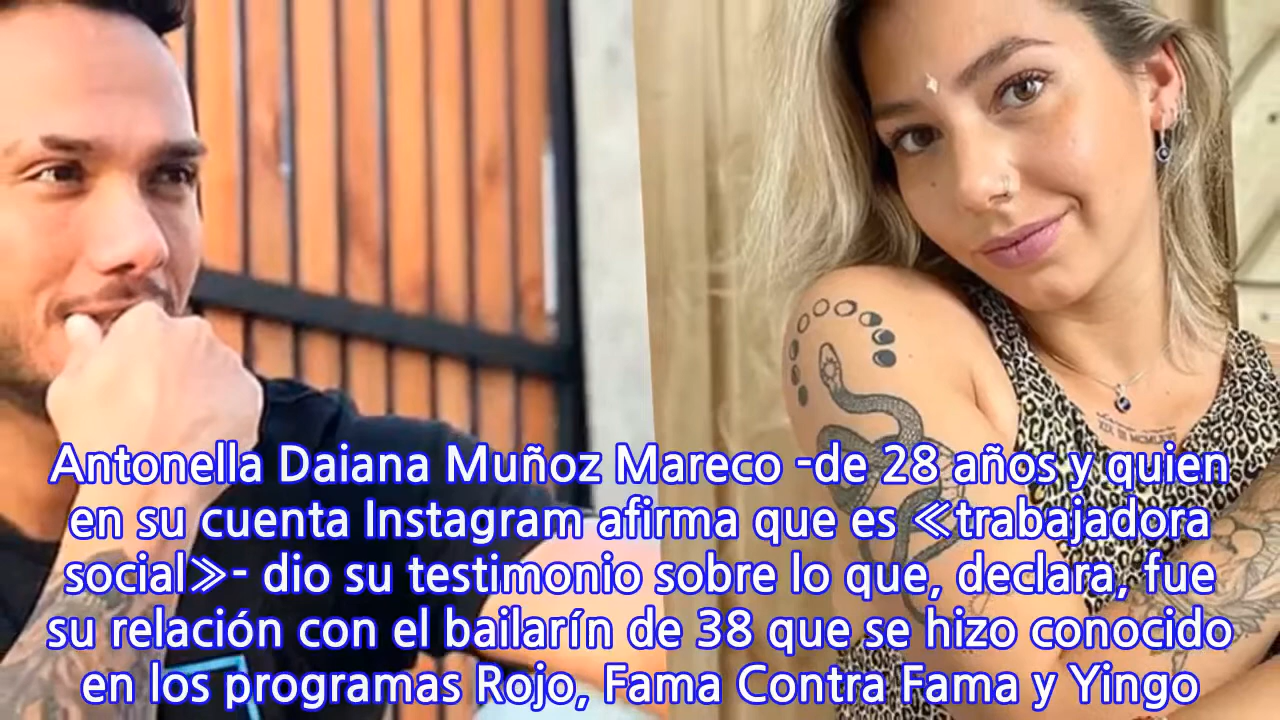 Antonella Daiana Muñoz Mareco -de 28 años y quien
en su cuenta Instagram afirma que es ≪trabajadora
social≫- dio su testimonio sobre lo que, declara, fue
su relación con el bailarín de 38 que se hizo conocido
en los programas Rojo, Fama Contra Fama y Yingo